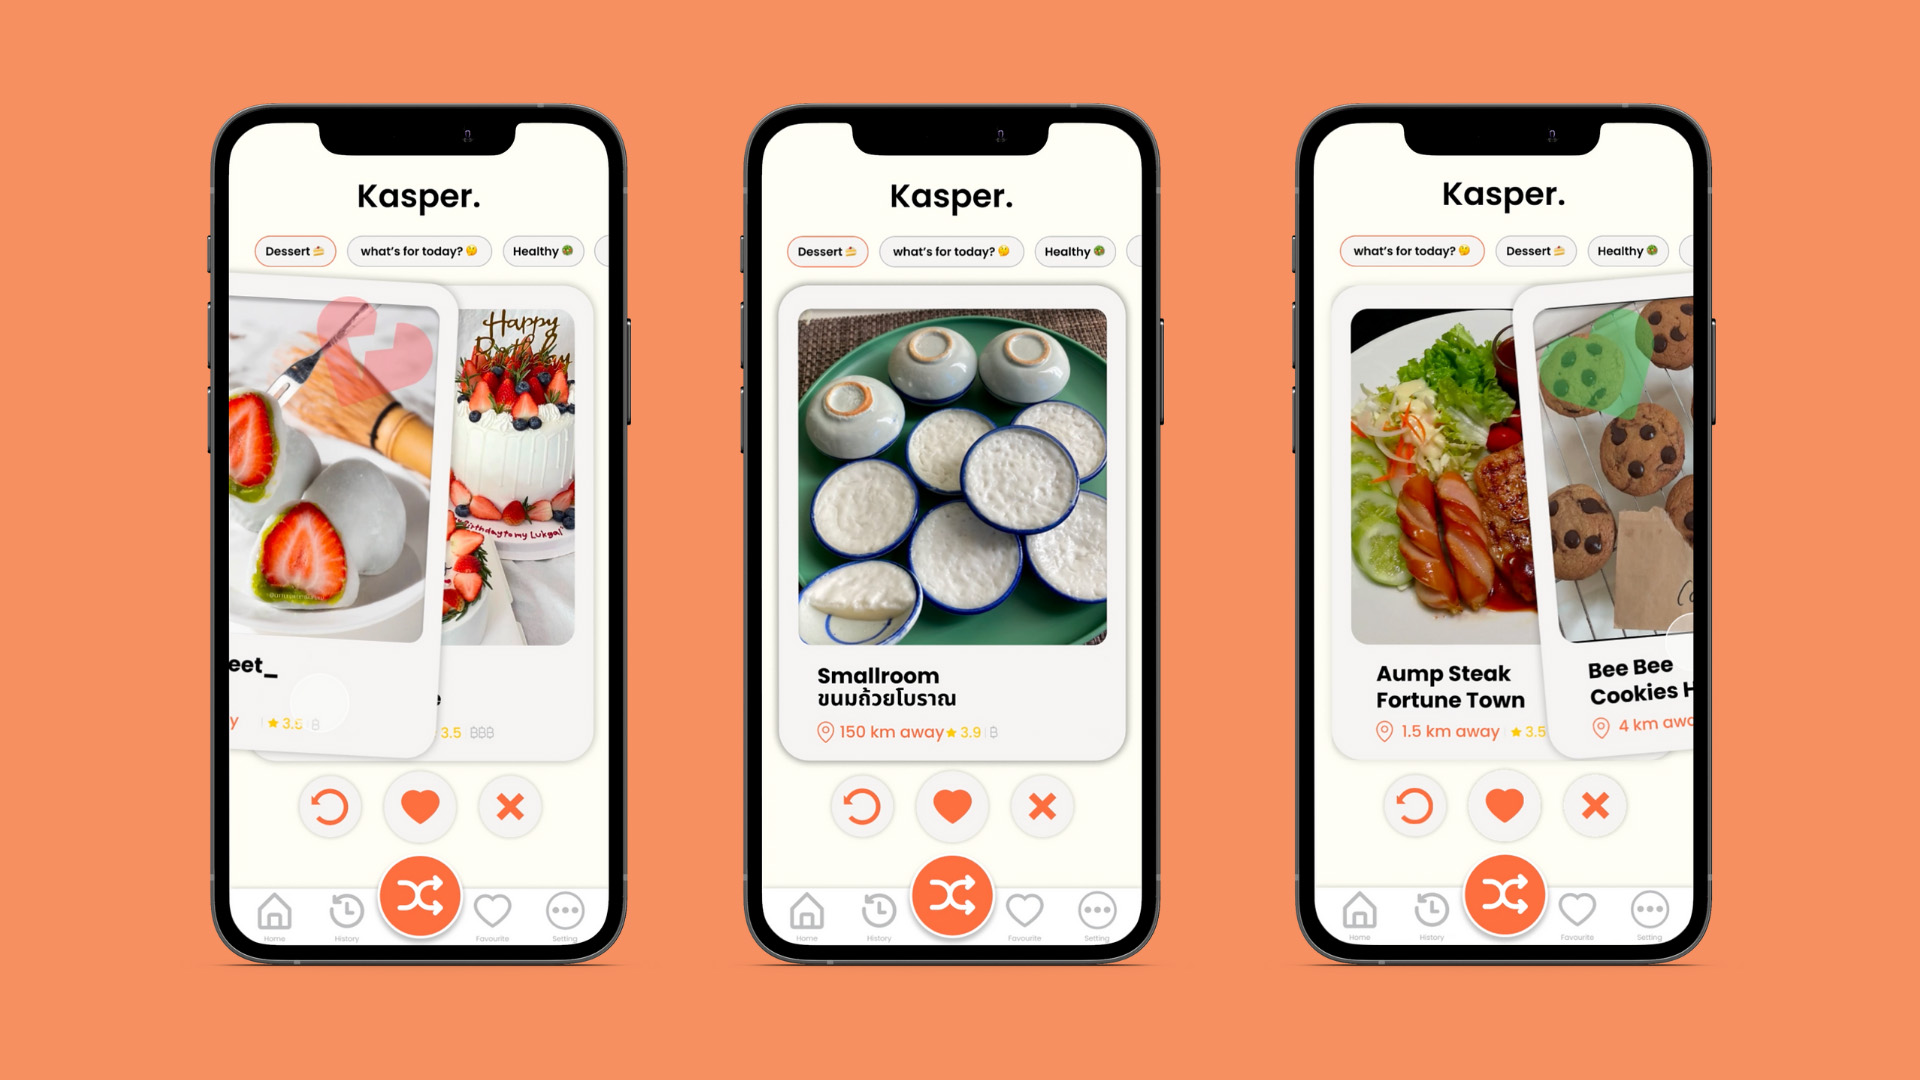 Kasper.
Dessert 🍰
what's for today? 🤔
Healthy 🥗
Happy
Birthday
Birthday to my Lukgal
eet_
e
y
★ 3.5 | ฿
3.5 | ฿฿฿
Home
History
Favourite
Setting
Kasper.
Dessert 🍰
what's for today? 🤔
Healthy 🥗
Smallroom
ขนมถ้วยโบราณ
150 km away ★ 3.9 | ฿
Home
History
Favourite
Setting
Kasper.
what's for today? 🤔
Dessert 🍰
Healthy 🥗
Aump Steak
Fortune Town
1.5 km away ★ 3.5
Bee Bee
Cookies H
4 km awa
Home
History
Favourite
Setting